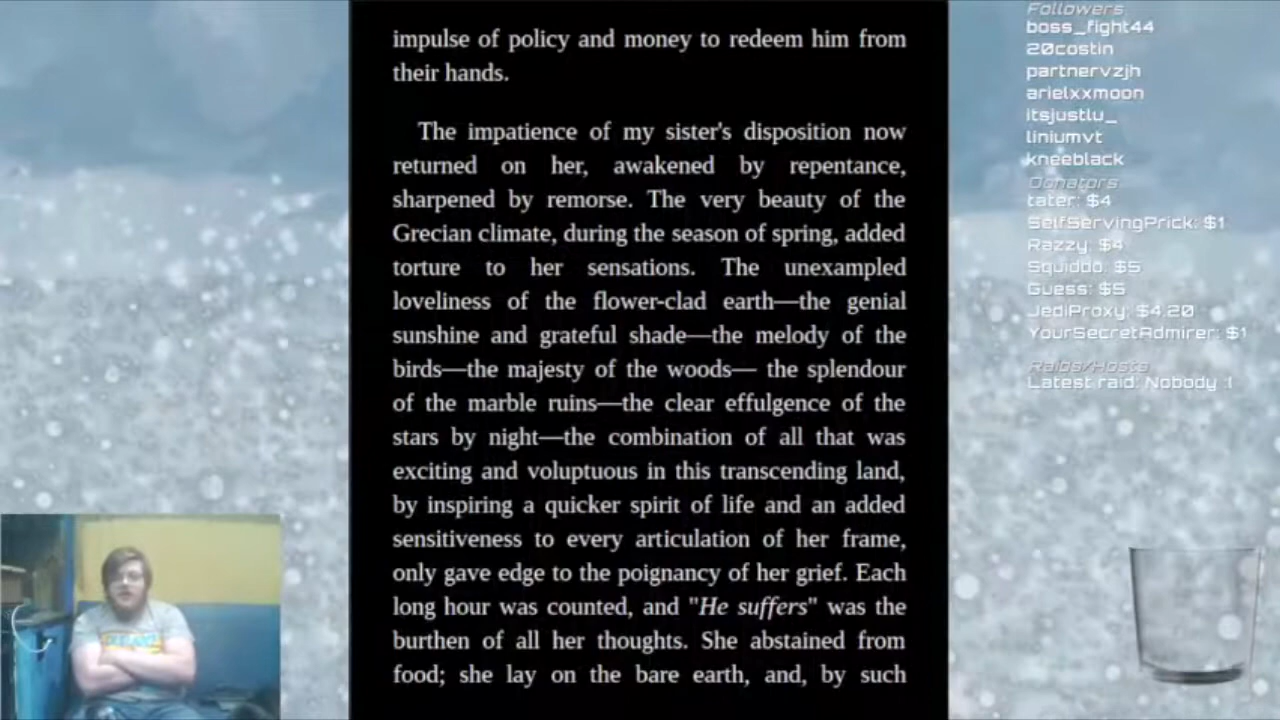 impulse of policy and money to redeem him from
their hands.
The impatience of my sister's disposition now
returned on her, awakened by repentance,
sharpened by remorse. The very beauty of the
Grecian climate, during the season of spring, added
torture to her sensations. The unexampled
loveliness of the flower-clad earth—the genial
sunshine and grateful shade—the melody of the
birds—the majesty of the woods— the splendour
of the marble ruins—the clear effulgence of the
stars by night—the combination of all that was
exciting and voluptuous in this transcending land,
by inspiring a quicker spirit of life and an added
sensitiveness to every articulation of her frame,
only gave edge to the poignancy of her grief. Each
long hour was counted, and "He suffers" was the
burthen of all her thoughts. She abstained from
food; she lay on the bare earth, and, by such
Followers
boss_fight44
20costin
partnervzjh
arielxxmoon
itsjustlu_
liniumvt
kneeblack
Donators
tater: $4
SelfServingPrick: $1
Razzy: $4
Squiddo: $5
Guess: $5
JediProxy: $4.20
YourSecretAdmirer: $1
Raids/Hosts
Latest raid: Nobody :(